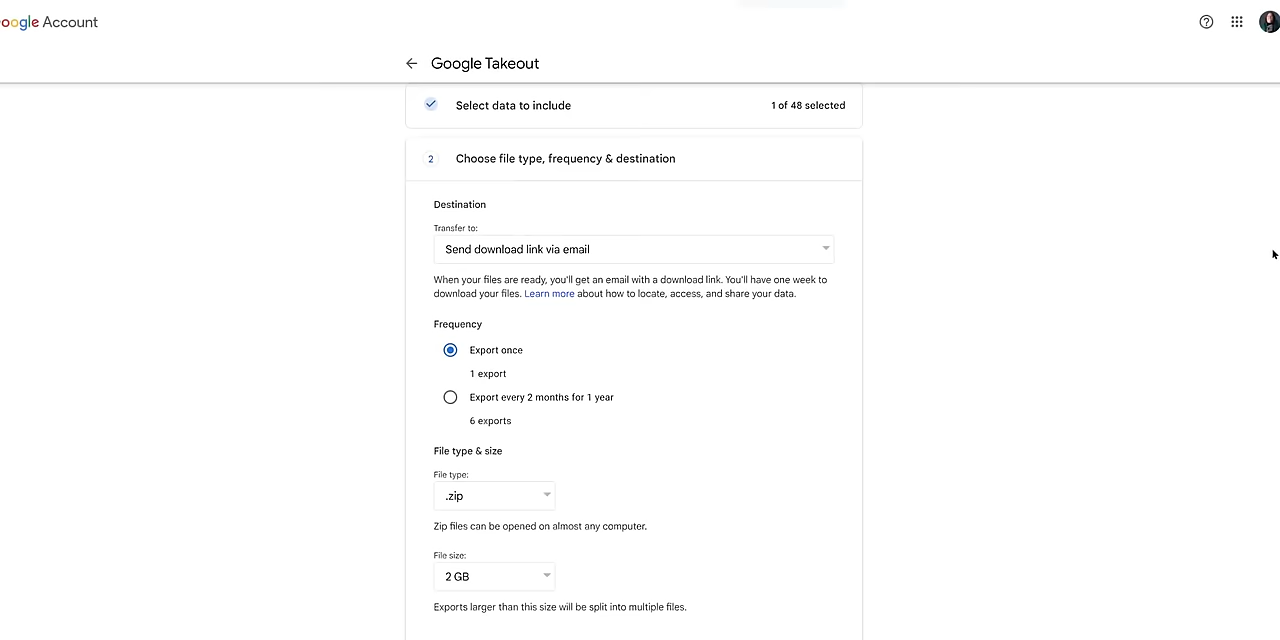 oogle Account
Google Takeout
Select data to include 1 of 48 selected
2 Choose file type, frequency & destination
Destination
Transfer to:
Send download link via email
When your files are ready, you'll get an email with a download link. You'll have one week to
download your files. Learn more about how to locate, access, and share your data.
Frequency
Export once
1 export
Export every 2 months for 1 year
6 exports
File type & size
File type:
.zip
Zip files can be opened on almost any computer.
File size:
2 GB
Exports larger than this size will be split into multiple files.